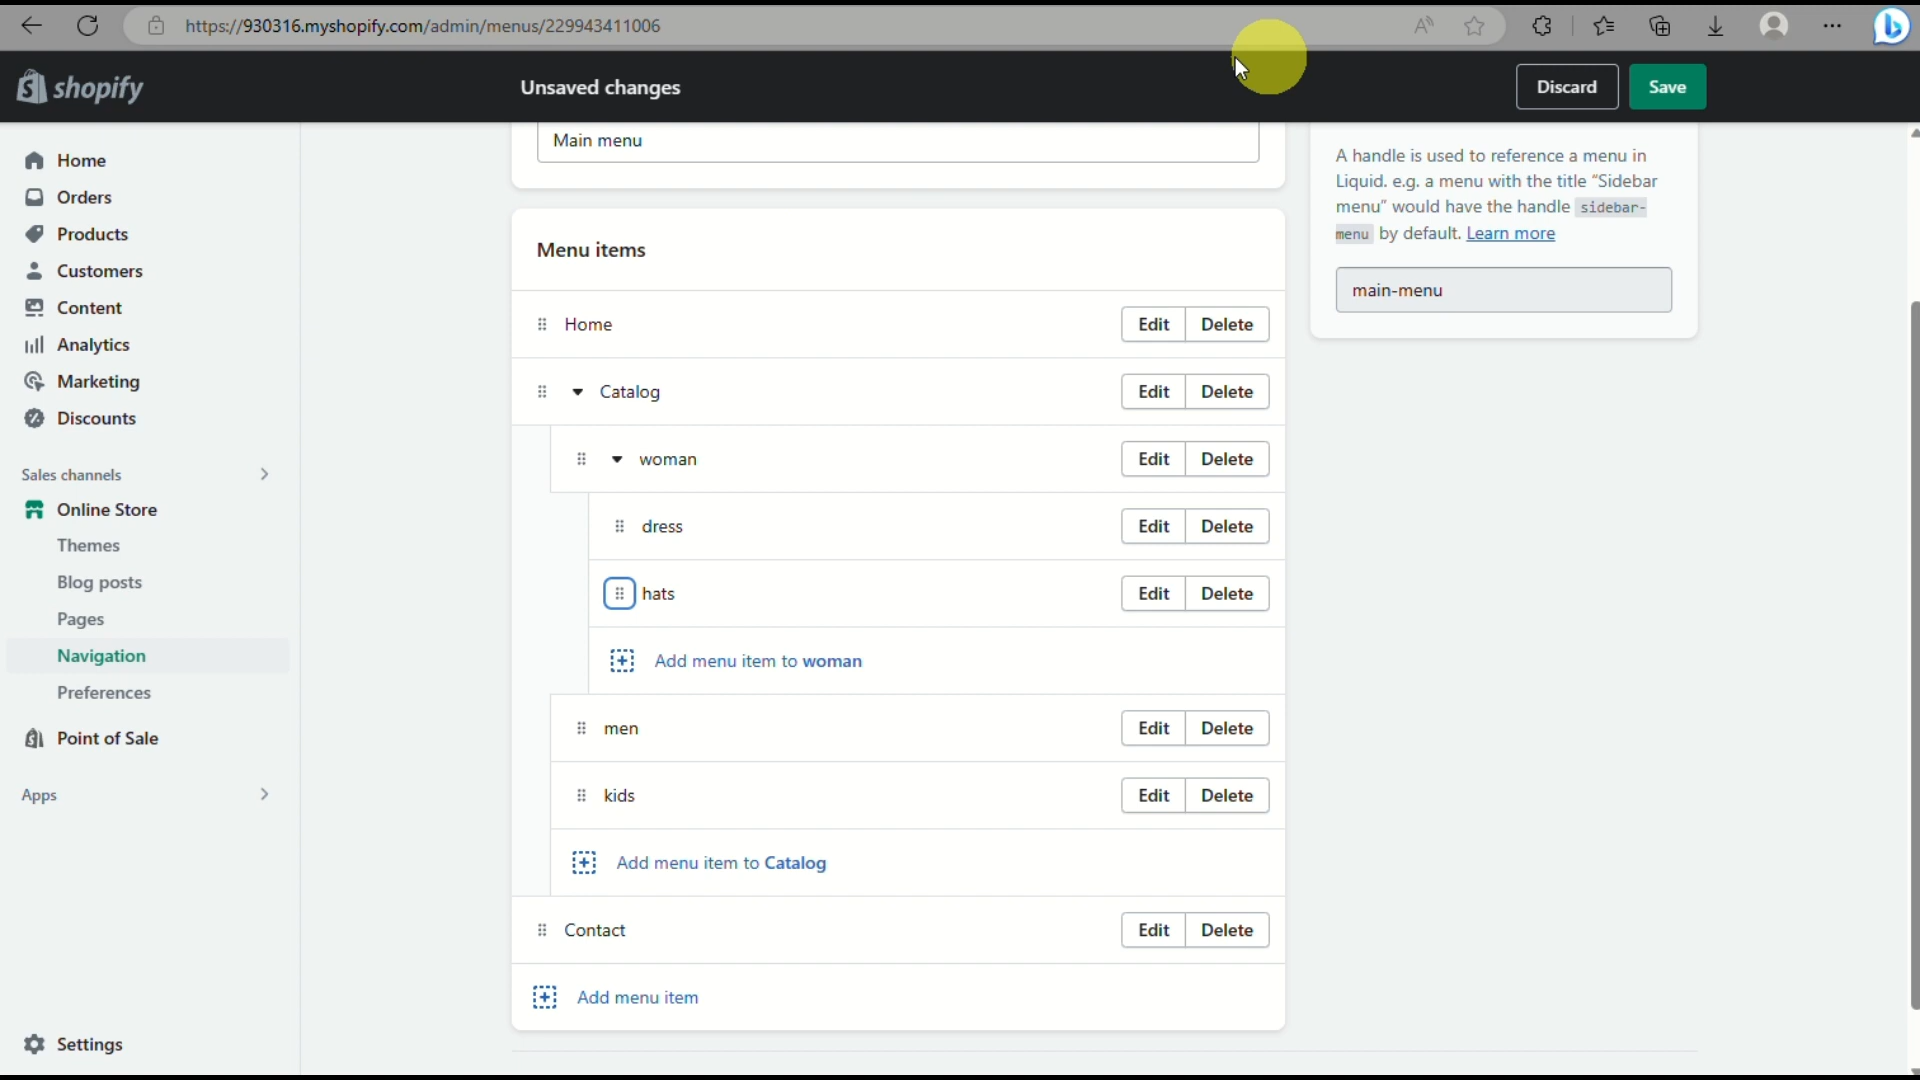 https://930316.myshopify.com/admin/menus/229943411006
shopify
Unsaved changes
Discard
Save
Home
Orders
Products
Customers
Content
Analytics
Marketing
Discounts
Sales channels
Online Store
Themes
Blog posts
Pages
Navigation
Preferences
Point of Sale
Apps
Settings
Main menu
Menu items
Home Edit Delete
Catalog Edit Delete
woman Edit Delete
dress Edit Delete
hats Edit Delete
Add menu item to woman
men Edit Delete
kids Edit Delete
Add menu item to Catalog
Contact Edit Delete
Add menu item
A handle is used to reference a menu in
Liquid. e.g. a menu with the title “Sidebar
menu” would have the handle sidebar-
menu by default. Learn more
main-menu